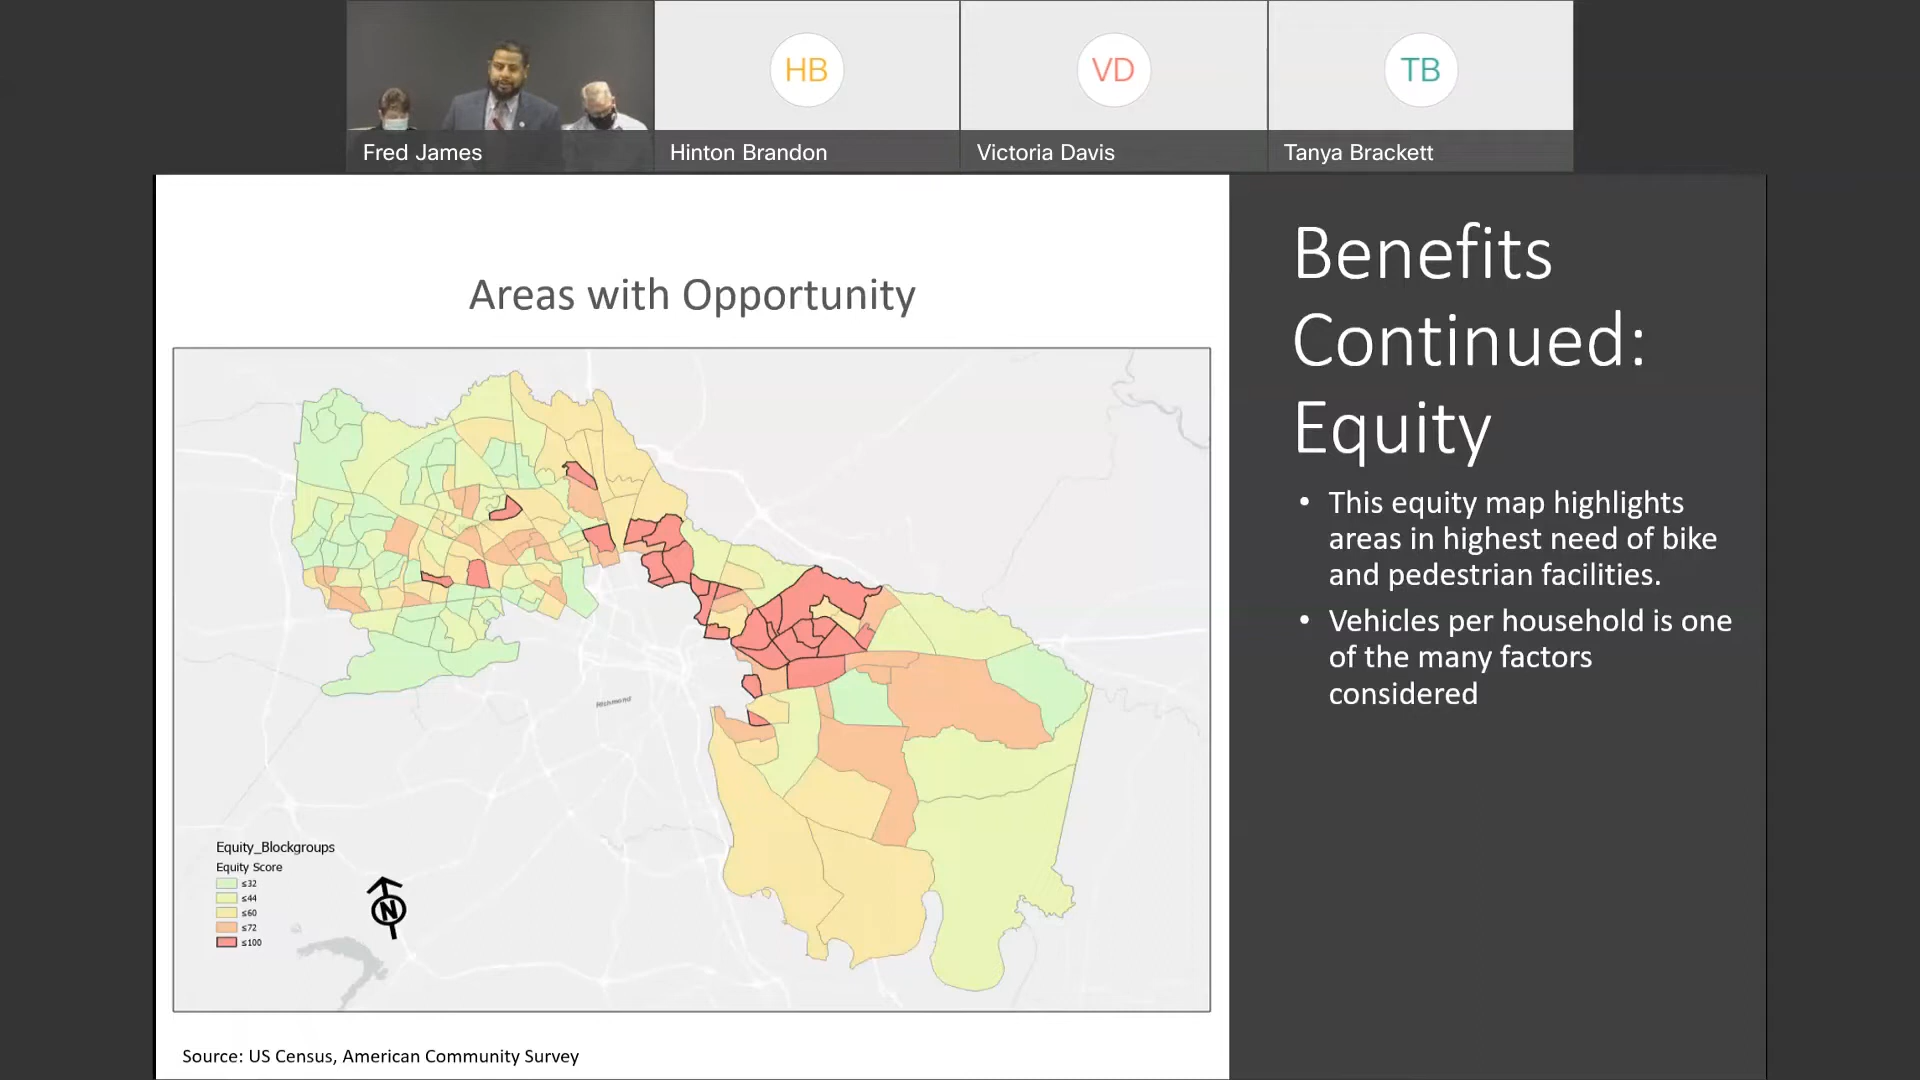 HB
VD
TB
Fred James
Hinton Brandon
Victoria Davis
Tanya Brackett
Areas with Opportunity
Richmond
Equity_Blockgroups
Equity Score
≤32
≤44
≤60
≤72
≤100
N
Source: US Census, American Community Survey
Benefits
Continued:
Equity
• This equity map highlights
areas in highest need of bike
and pedestrian facilities.
• Vehicles per household is one
of the many factors
considered